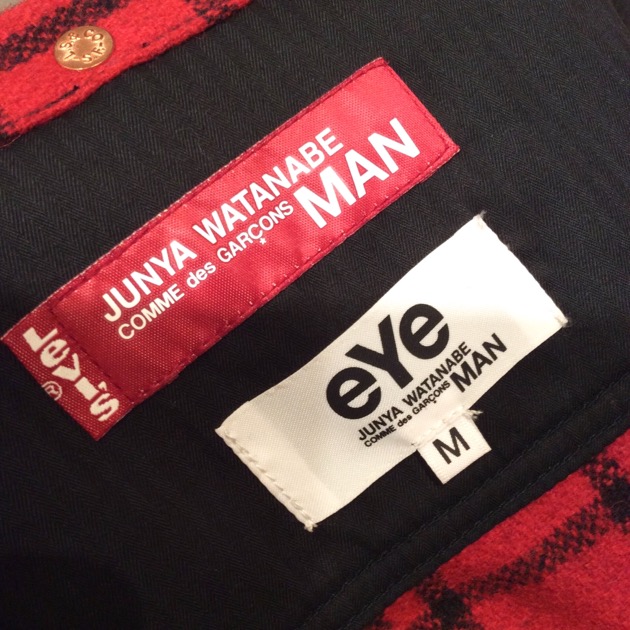 JUNYA WATANABE
COMME des GARÇONS
MAN
Levi's®
eYe
JUNYA WATANABE
COMME des GARÇONS
MAN
M